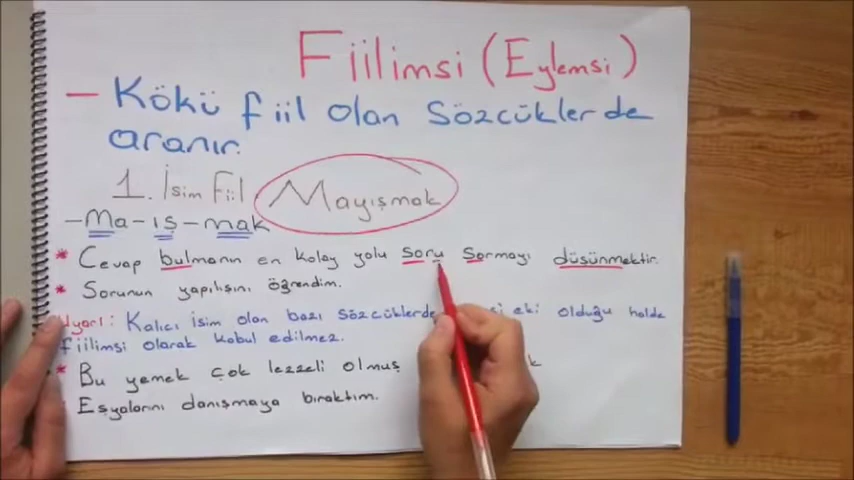 Fiilimsi (Eylemsi)
- Kökü fiil olan Sözcüklerde
aranır.
1. İsim Fiil Mayışmak
-Ma-ış-mak
* Cevap bulmanın en kolay yolu soru sormayı düşünmektir.
* Sorunun yapılışını öğrendim.
Uyarı: Kalıcı isim olan bazı sözcüklerde eki olduğu halde
fiilimsi olarak kabul edilmez.
* Bu yemek çok lezzeli olmuş
Eşyalarını danışmaya bıraktım.